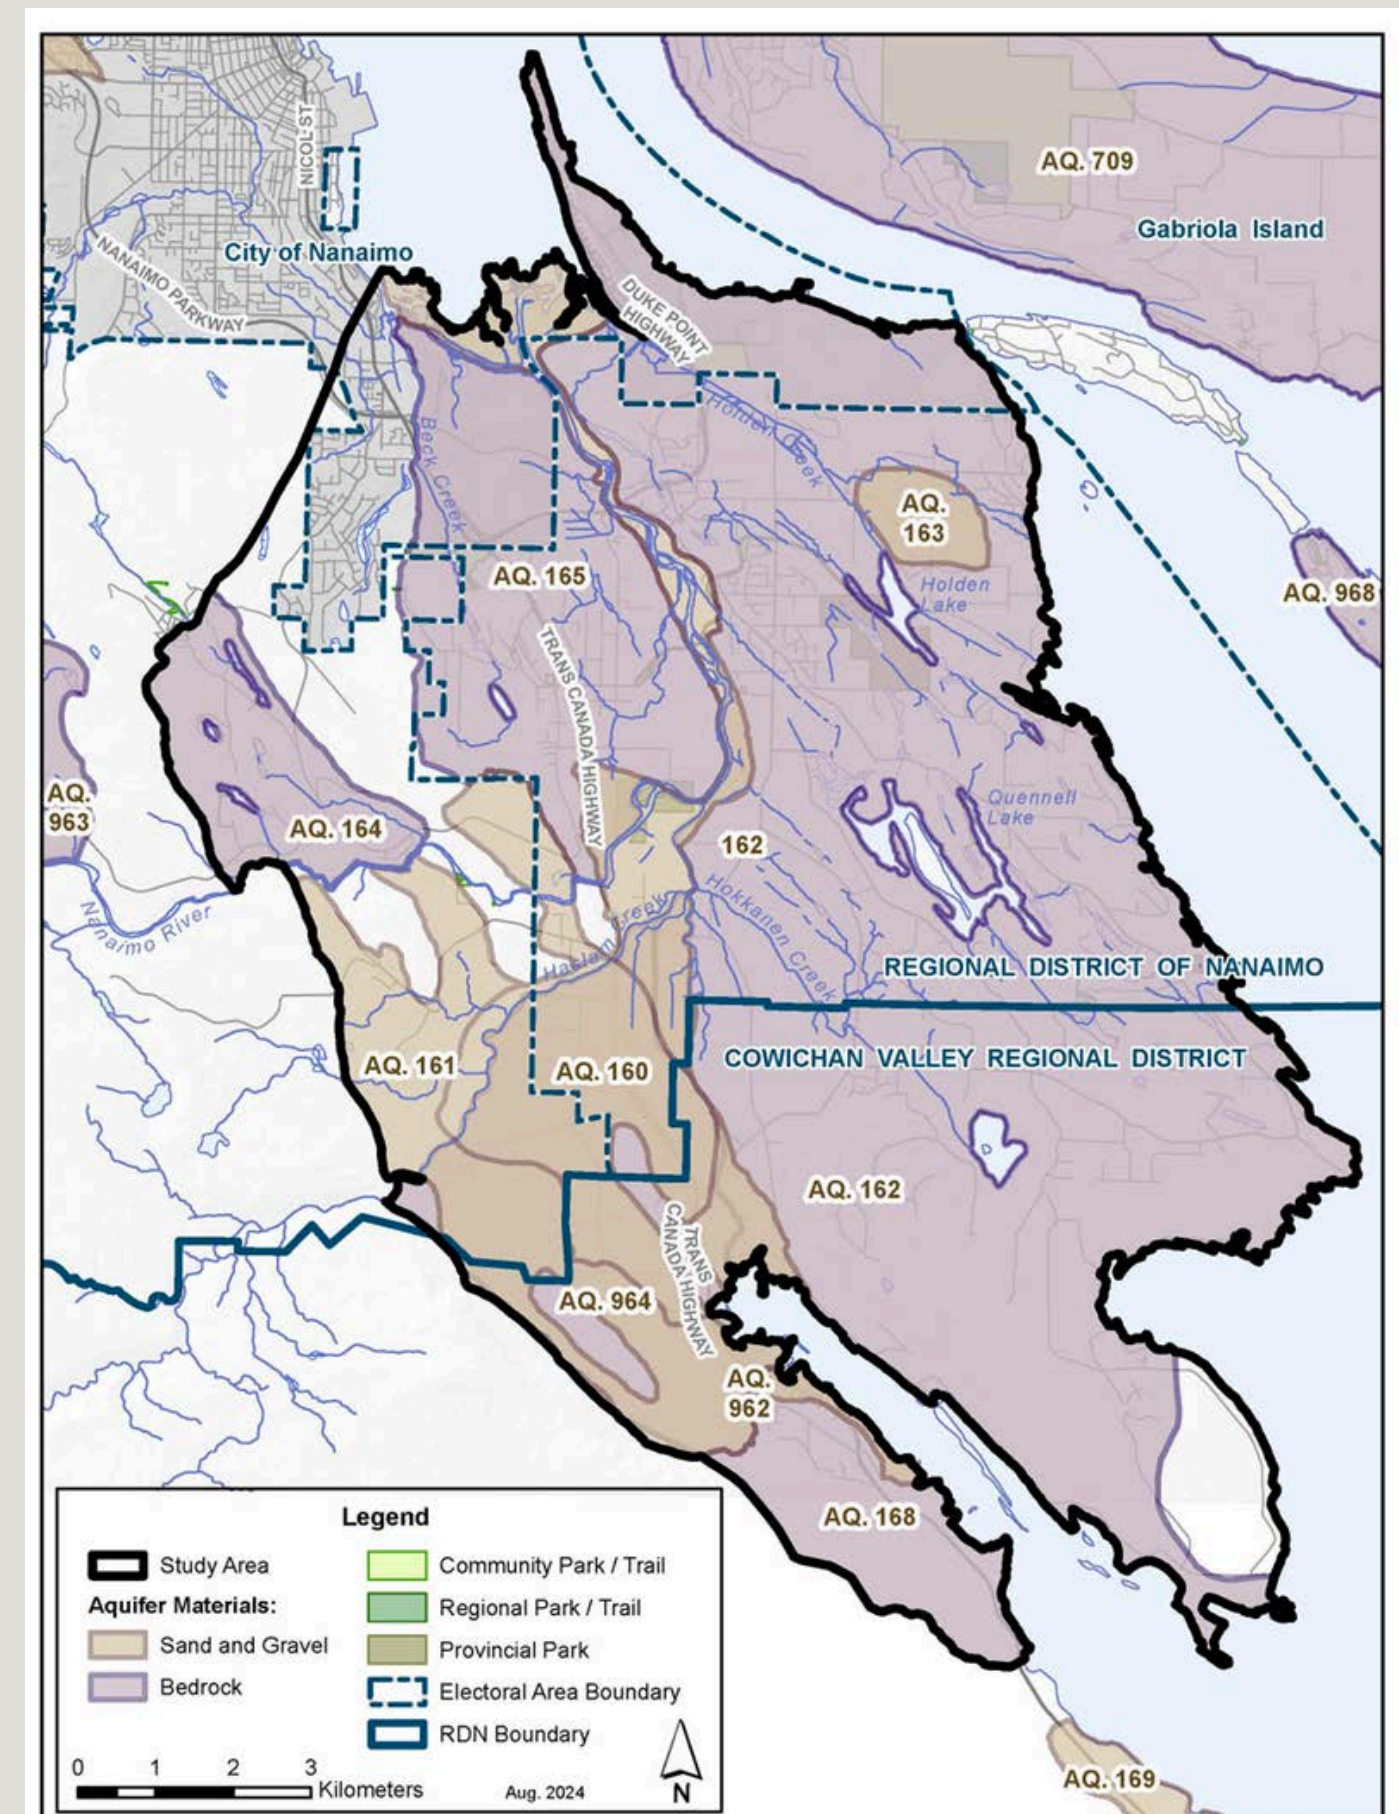 NICOL ST
AQ. 709
Gabriola Island
City of Nanaimo
NANAIMO PARKWAY
DUKE POINT
HIGHWAY
Holden Creek
Beck Creek
AQ.
163
AQ. 165
Holden
Lake
AQ. 968
TRANS CANADA HIGHWAY
AQ.
963
AQ. 164
Quennell
Lake
162
Nanaimo River
Haslam Creek
Hokkanen Creek
REGIONAL DISTRICT OF NANAIMO
COWICHAN VALLEY REGIONAL DISTRICT
AQ. 161
AQ. 160
AQ. 162
TRANS
CANADA HIGHWAY
AQ. 964
AQ.
962
AQ. 168
AQ. 169
Legend
Study Area
Aquifer Materials:
Sand and Gravel
Bedrock
Community Park / Trail
Regional Park / Trail
Provincial Park
Electoral Area Boundary
RDN Boundary
0 1 2 3
Kilometers
Aug. 2024
N